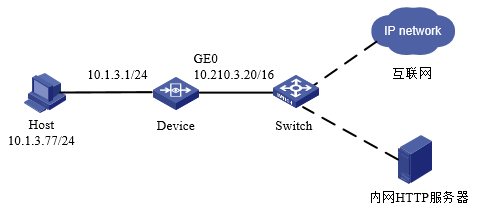 IP network
互联网
GE0
10.1.3.1/24
10.210.3.20/16
Host
10.1.3.77/24
Device
Switch
内网HTTP服务器